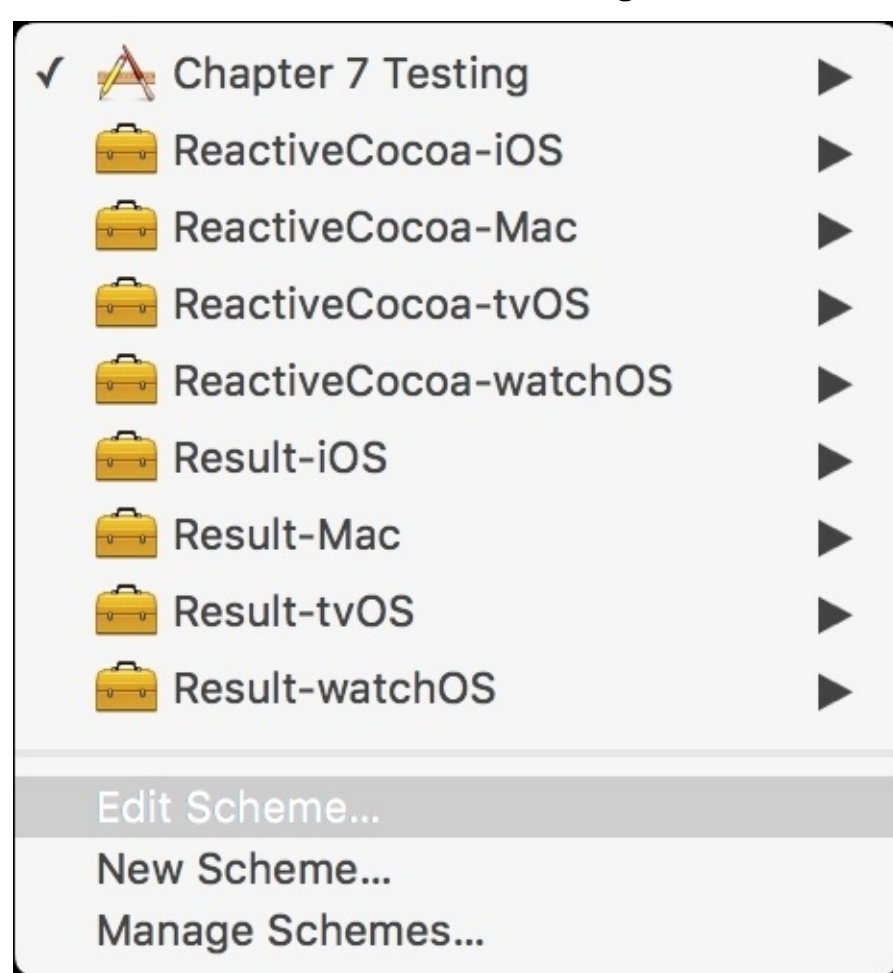 Chapter 7 Testing
ReactiveCocoa-iOS
ReactiveCocoa-Mac
ReactiveCocoa-tvOS
ReactiveCocoa-watchOS
Result-iOS
Result-Mac
Result-tvOS
Result-watchOS
Edit Scheme...
New Scheme...
Manage Schemes...